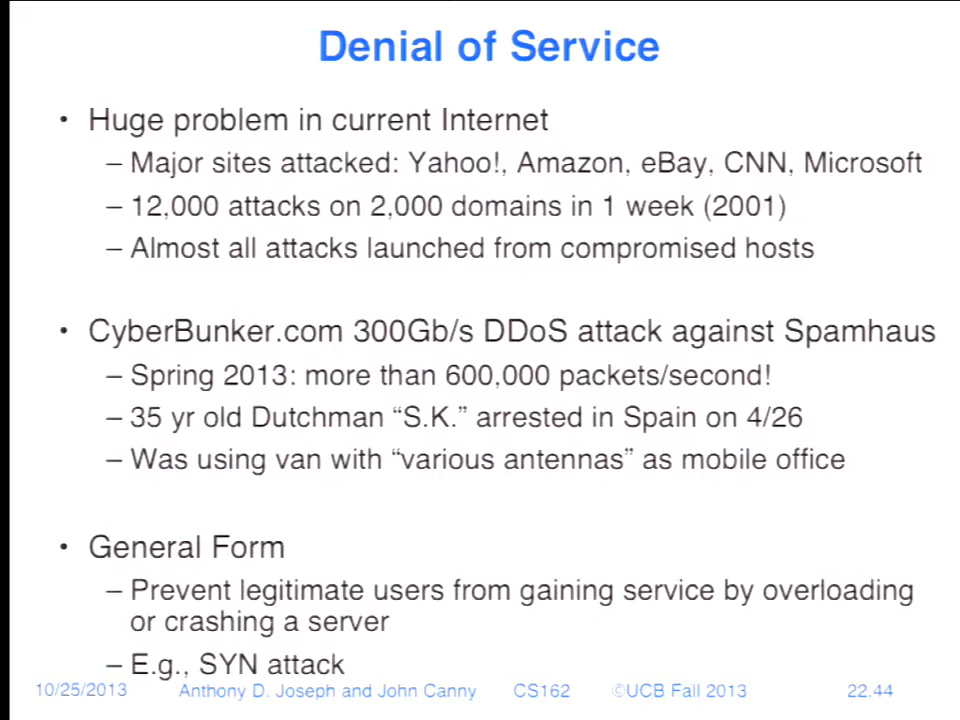 Denial of Service
• Huge problem in current Internet
– Major sites attacked: Yahoo!, Amazon, eBay, CNN, Microsoft
– 12,000 attacks on 2,000 domains in 1 week (2001)
– Almost all attacks launched from compromised hosts
• CyberBunker.com 300Gb/s DDoS attack against Spamhaus
– Spring 2013: more than 600,000 packets/second!
– 35 yr old Dutchman “S.K.” arrested in Spain on 4/26
– Was using van with “various antennas” as mobile office
• General Form
– Prevent legitimate users from gaining service by overloading
or crashing a server
– E.g., SYN attack
10/25/2013 Anthony D. Joseph and John Canny CS162 ©UCB Fall 2013 22.44